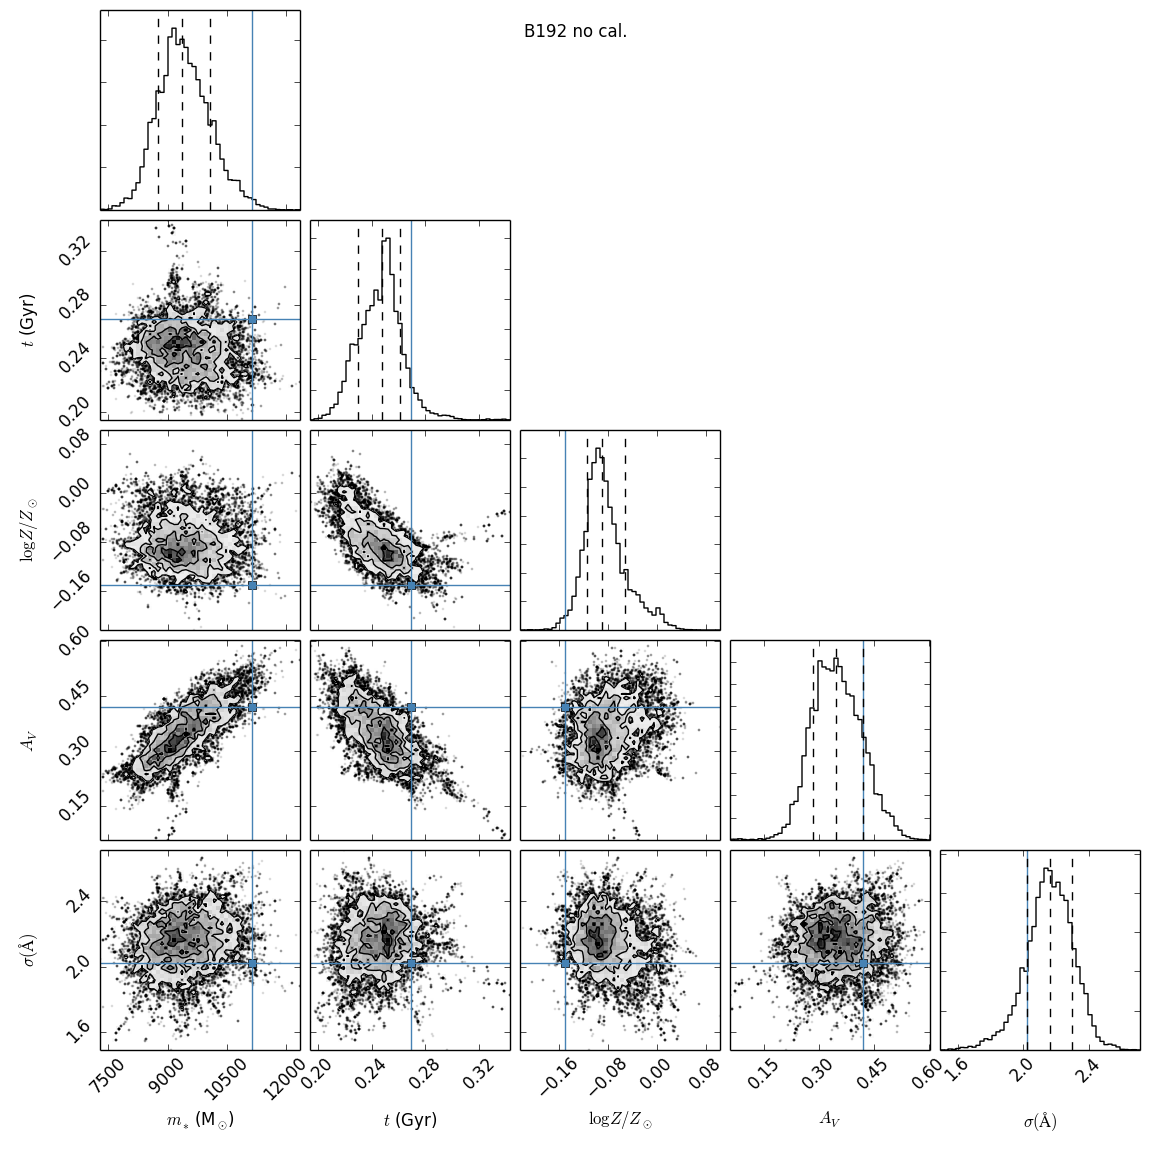 B192 no cal.
0.32
0.28
0.24
0.20
t (Gyr)
0.08
0.00
−0.08
−0.16
log Z/Z⊙
0.60
0.45
0.30
0.15
A_V
2.4
2.0
1.6
σ(Å)
7500 9000 10500 12000 0.20 0.24 0.28 0.32 −0.16 −0.08 0.00 0.08 0.15 0.30 0.45 0.60 1.6 2.0 2.4
m_* (M⊙) t (Gyr) log Z/Z⊙ A_V σ(Å)